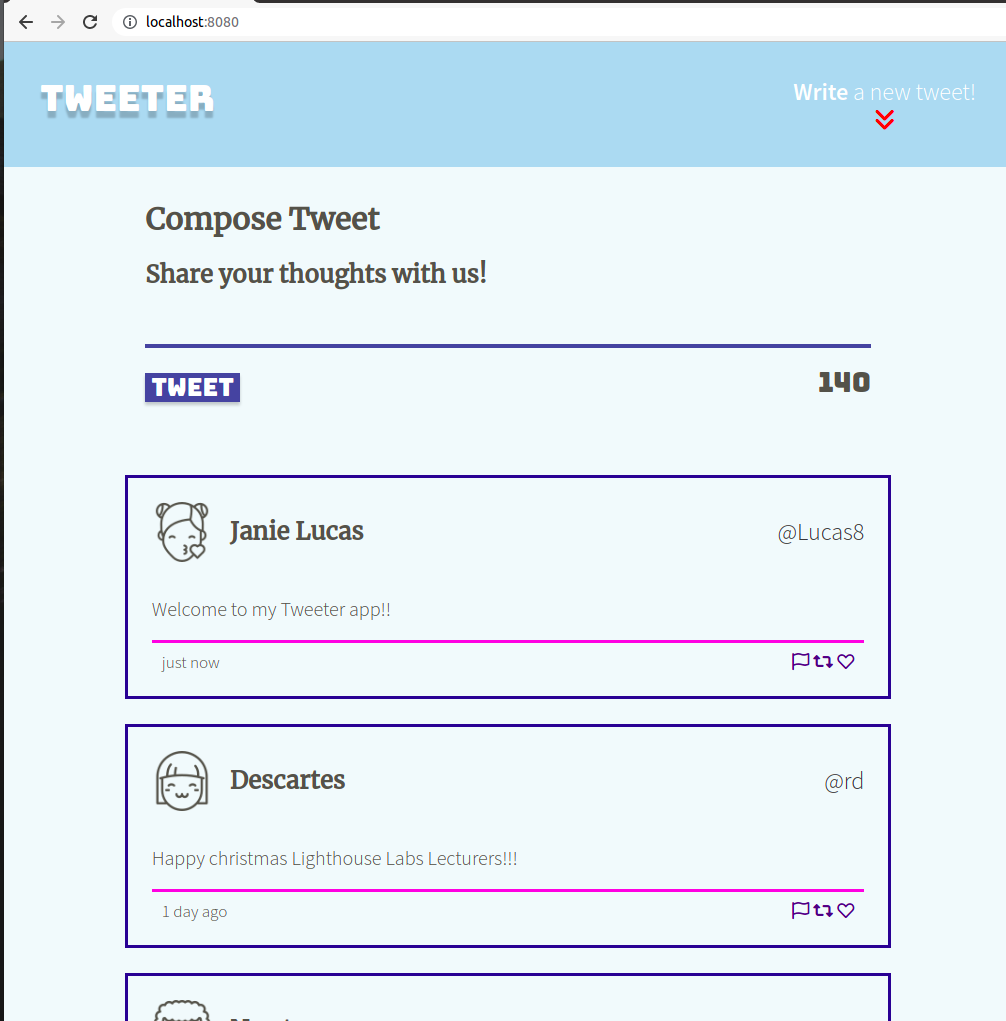 localhost:8080
TWEETER
Write a new tweet!
Compose Tweet
Share your thoughts with us!
TWEET
140
Janie Lucas
@Lucas8
Welcome to my Tweeter app!!
just now
Descartes
@rd
Happy christmas Lighthouse Labs Lecturers!!!
1 day ago